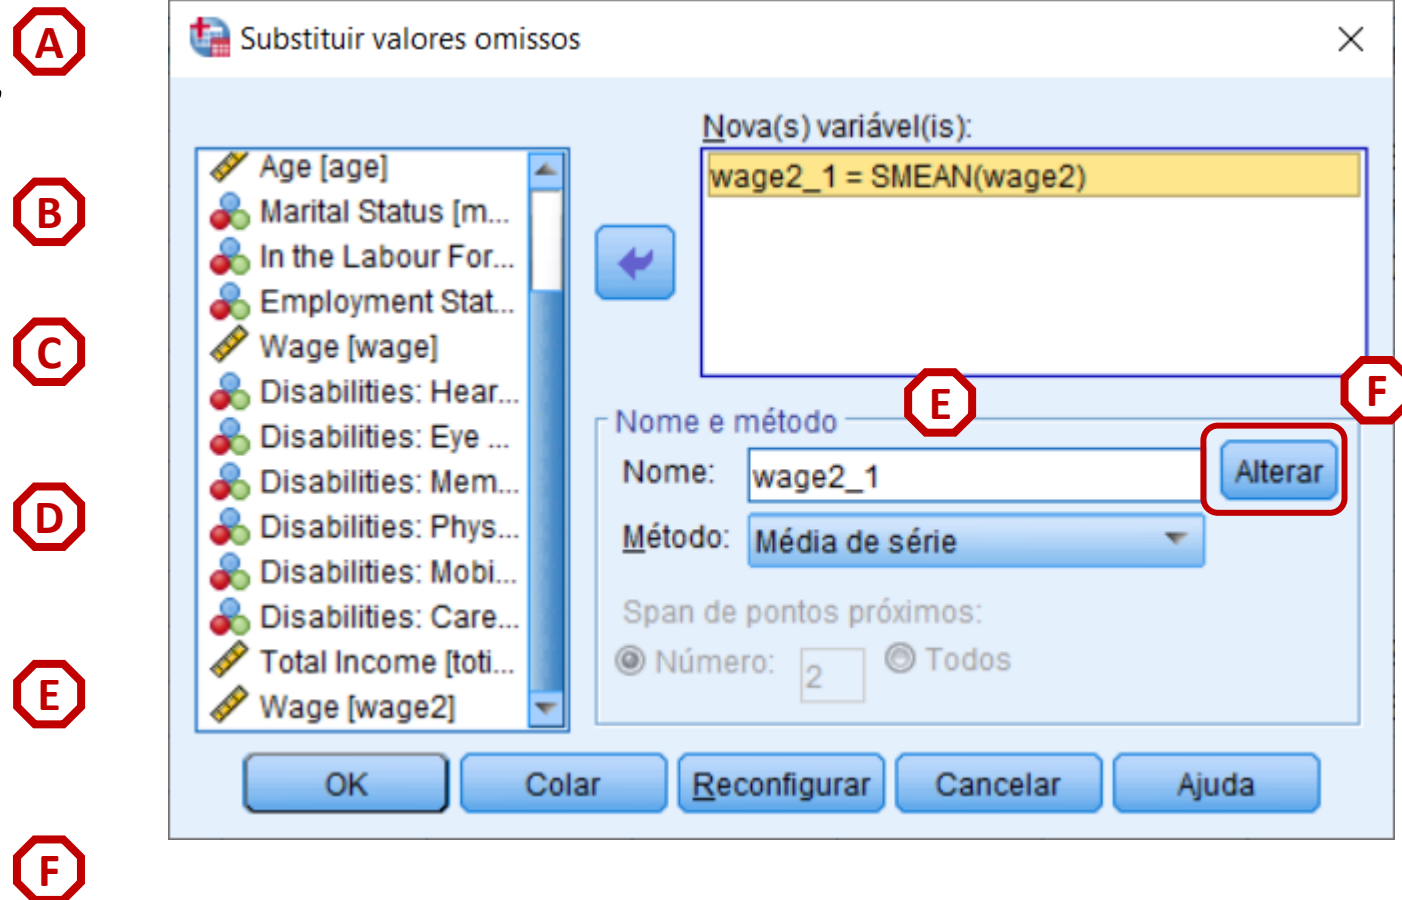 A
Substituir valores omissos
,
Nova(s) variável(is):
wage2_1 = SMEAN(wage2)
Age [age]
Marital Status [m...
In the Labour For...
Employment Stat...
Wage [wage]
Disabilities: Hear...
Disabilities: Eye ...
Disabilities: Mem...
Disabilities: Phys...
Disabilities: Mobi...
Disabilities: Care...
Total Income [toti...
Wage [wage2]
B
C
D
E
F
E
F
Nome e método
Nome:
wage2_1
Alterar
Método:
Média de série
Span de pontos próximos:
Número:
2
Todos
OK
Colar
Reconfigurar
Cancelar
Ajuda